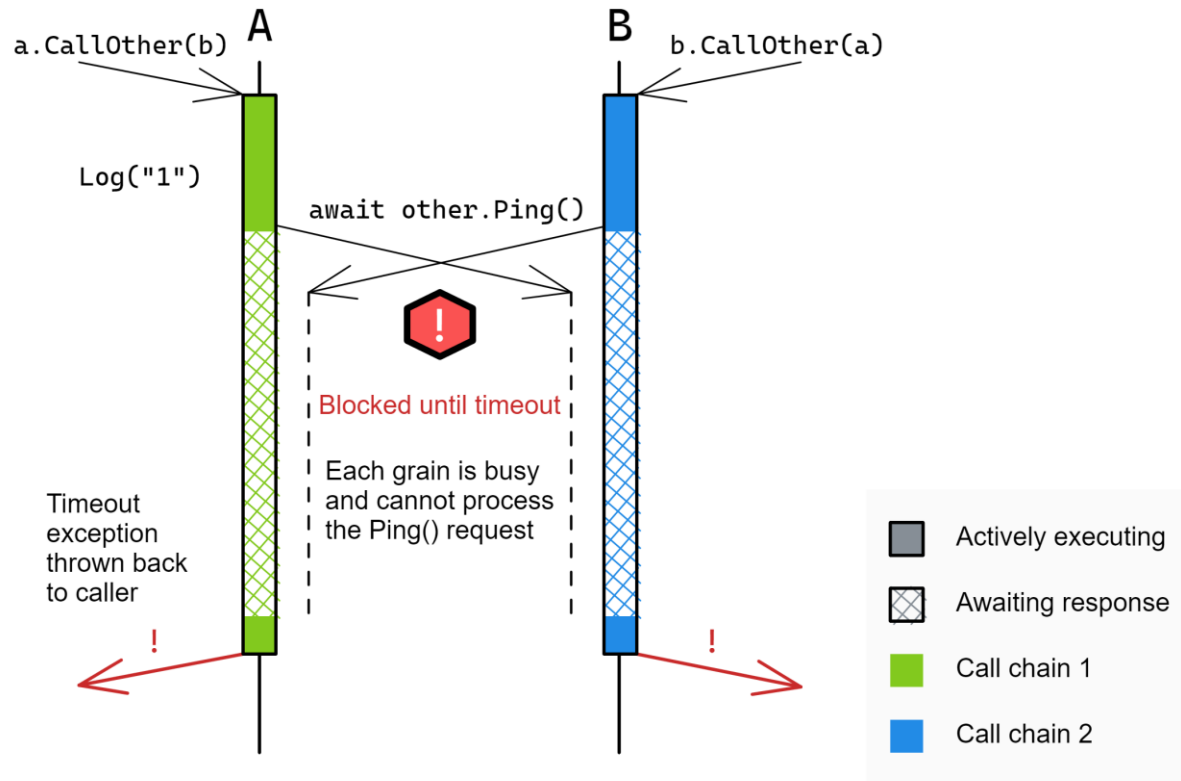 A
B
a.CallOther(b)
b.CallOther(a)
Log("1")
await other.Ping()
!
Blocked until timeout
Each grain is busy
and cannot process
the Ping() request
Timeout
exception
thrown back
to caller
!
!
Actively executing
Awaiting response
Call chain 1
Call chain 2